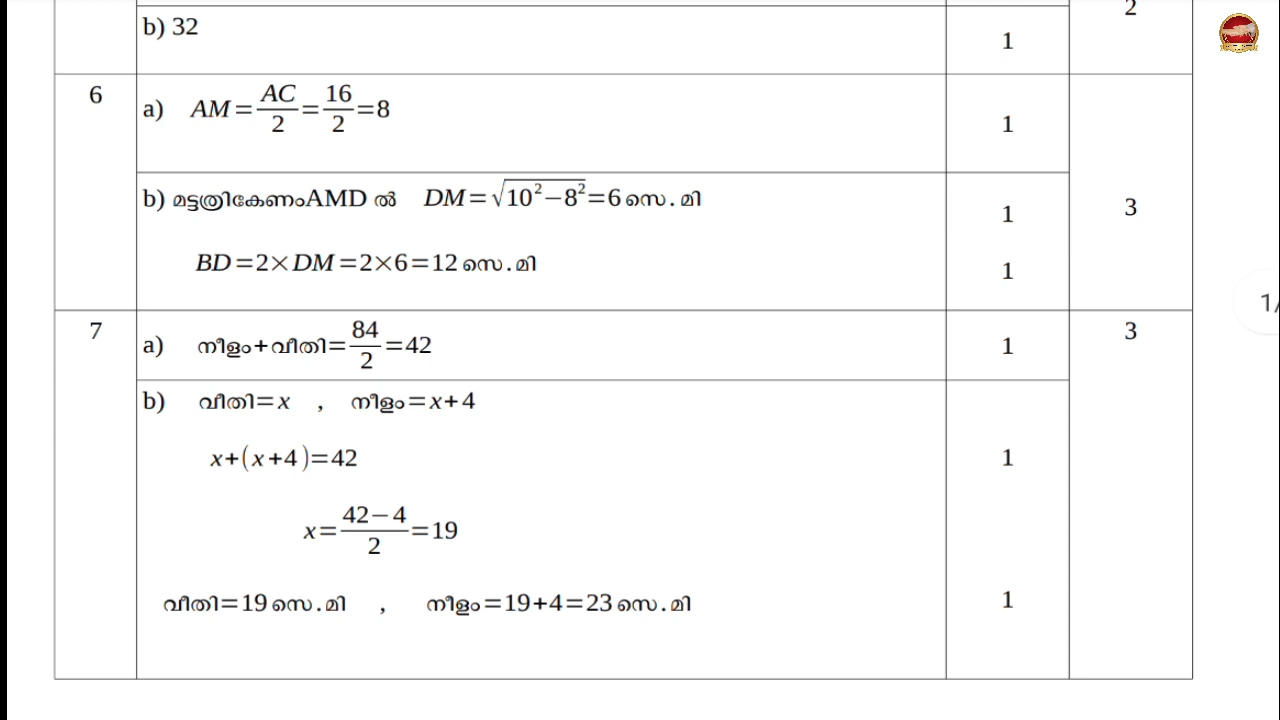 2
b) 32
1
6
a) AM = AC/2 = 16/2 = 8
1
b) മട്ടത്രികേണംAMD ൽ DM = √10² − 8² = 6 സെ . മി
1
3
BD = 2 × DM = 2 × 6 = 12 സെ . മി
1
7
a) നീളം + വീതി = 84/2 = 42
1
3
b) വീതി = x , നീളം = x + 4
x + ( x + 4 ) = 42
1
x = 42 − 4/2 = 19
വീതി = 19 സെ . മി , നീളം = 19 + 4 = 23 സെ . മി
1
1/